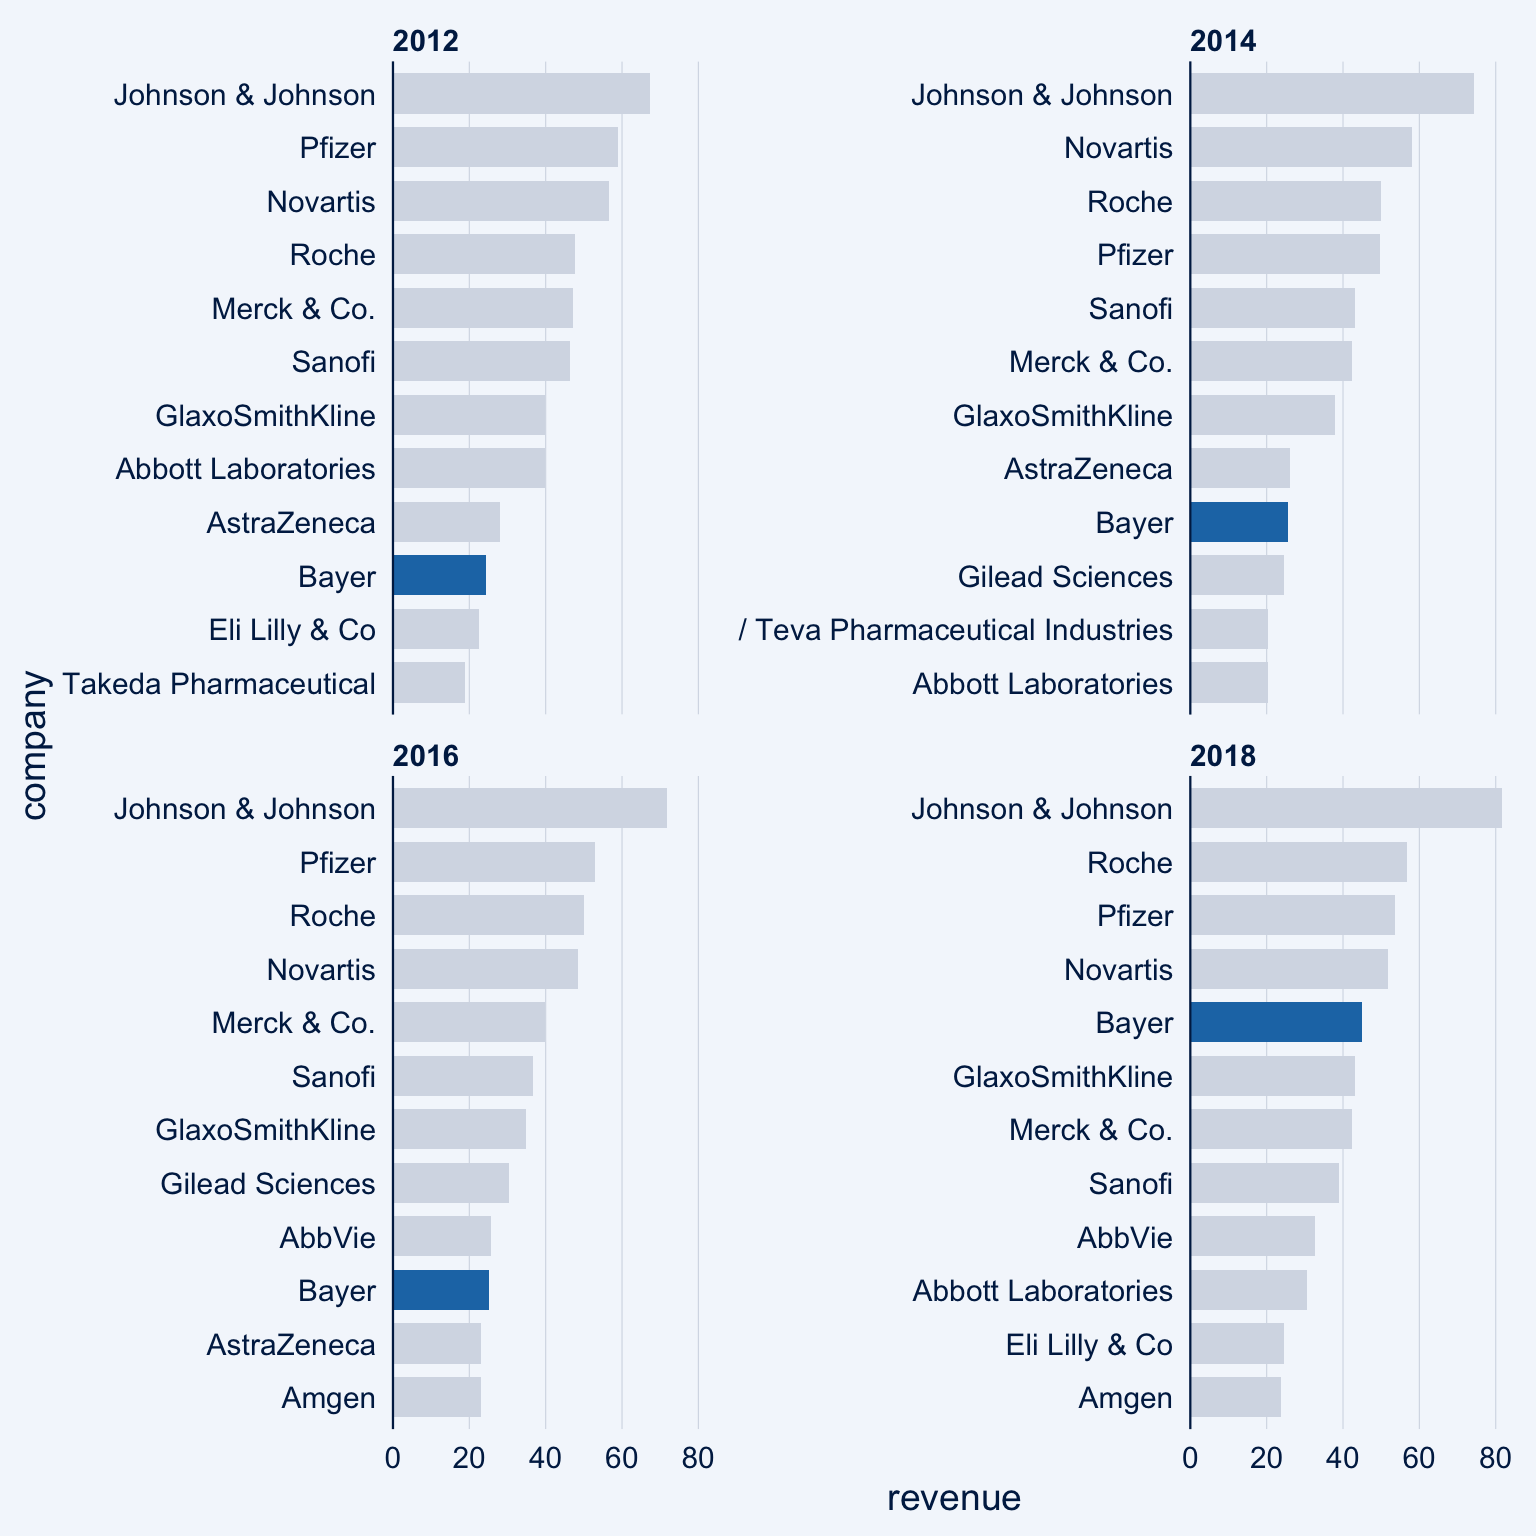 2012
Johnson & Johnson
Pfizer
Novartis
Roche
Merck & Co.
Sanofi
GlaxoSmithKline
Abbott Laboratories
AstraZeneca
Bayer
Eli Lilly & Co
Takeda Pharmaceutical
2014
Johnson & Johnson
Novartis
Roche
Pfizer
Sanofi
Merck & Co.
GlaxoSmithKline
AstraZeneca
Bayer
Gilead Sciences
/ Teva Pharmaceutical Industries
Abbott Laboratories
company
2016
Johnson & Johnson
Pfizer
Roche
Novartis
Merck & Co.
Sanofi
GlaxoSmithKline
Gilead Sciences
AbbVie
Bayer
AstraZeneca
Amgen
0 20 40 60 80
2018
Johnson & Johnson
Roche
Pfizer
Novartis
Bayer
GlaxoSmithKline
Merck & Co.
Sanofi
AbbVie
Abbott Laboratories
Eli Lilly & Co
Amgen
0 20 40 60 80
revenue